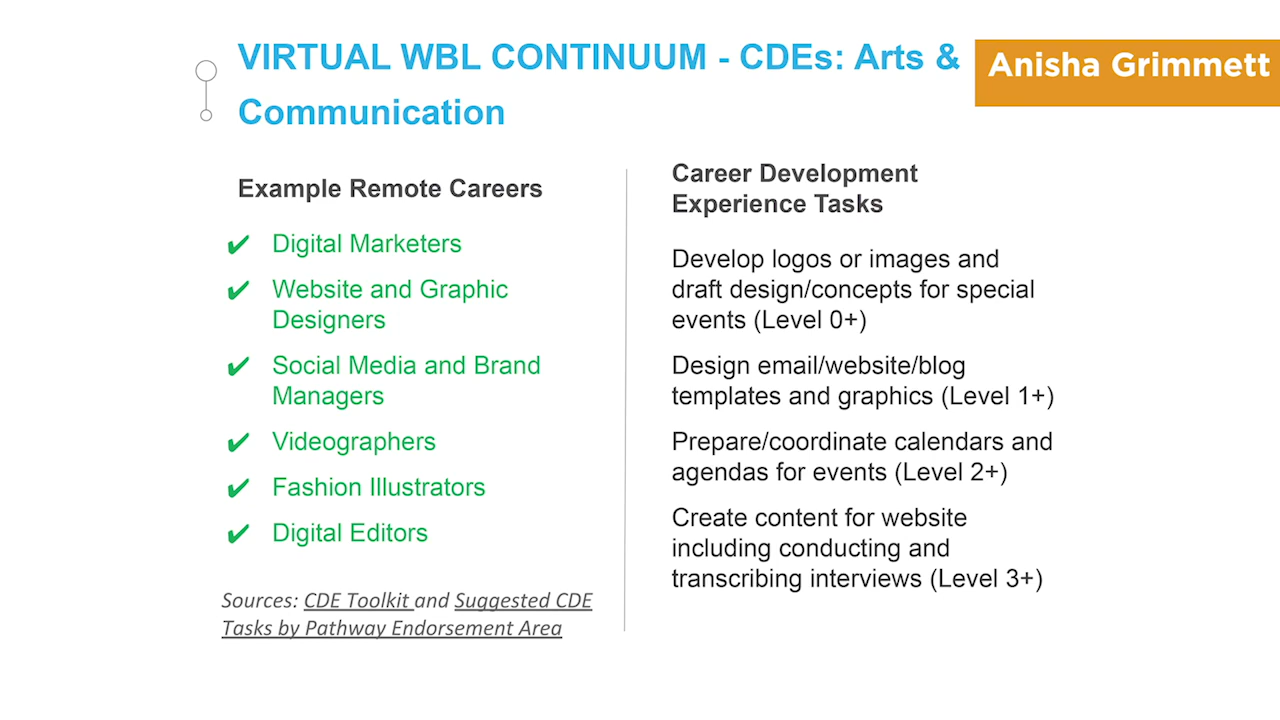 VIRTUAL WBL CONTINUUM - CDEs: Arts &
Communication
Anisha Grimmett
Example Remote Careers
✔ Digital Marketers
✔ Website and Graphic
Designers
✔ Social Media and Brand
Managers
✔ Videographers
✔ Fashion Illustrators
✔ Digital Editors
Sources: CDE Toolkit and Suggested CDE
Tasks by Pathway Endorsement Area
Career Development
Experience Tasks
Develop logos or images and
draft design/concepts for special
events (Level 0+)
Design email/website/blog
templates and graphics (Level 1+)
Prepare/coordinate calendars and
agendas for events (Level 2+)
Create content for website
including conducting and
transcribing interviews (Level 3+)